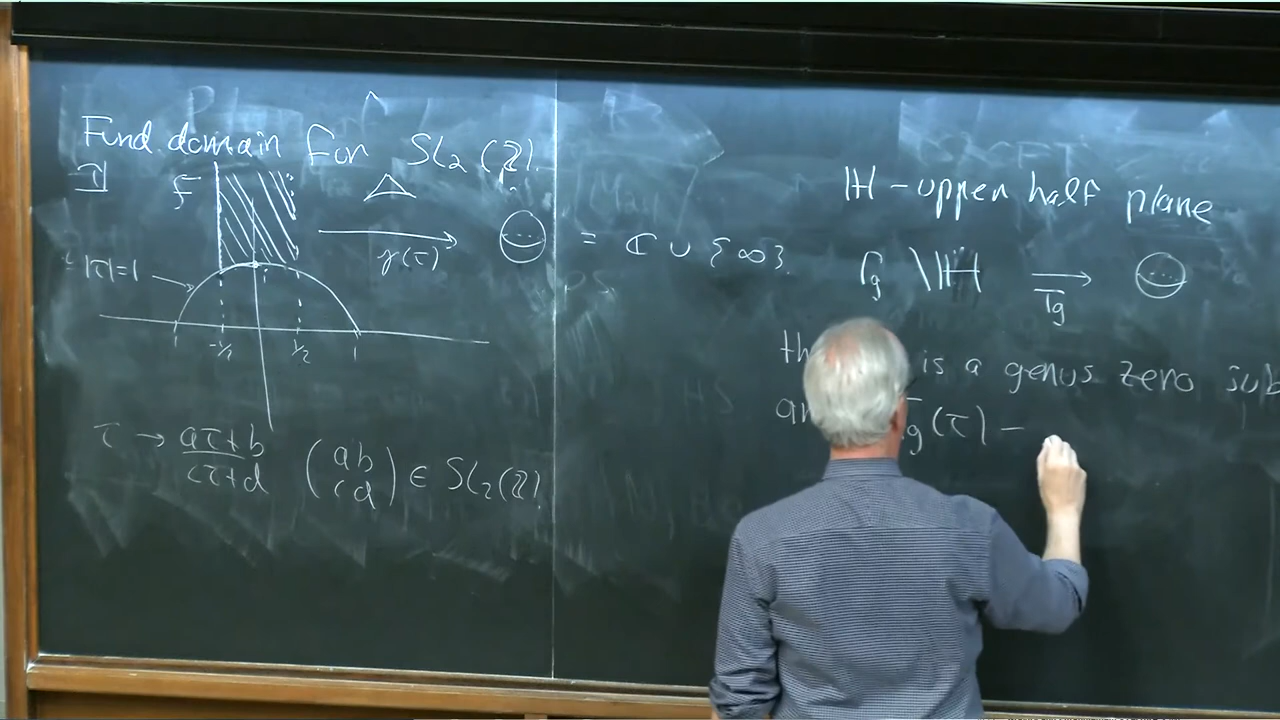 Fund. domain for SL₂(ℤ)
F
|τ|=1
j(τ)
= ℂ ∪ {∞}.
-1/2 1/2 1
τ → aτ+b / cτ+d (a b / c d) ∈ SL₂(ℤ)
ℍ - upper half plane
Γg \ ℍ → Tg
is a genus zero sub
g(τ) -